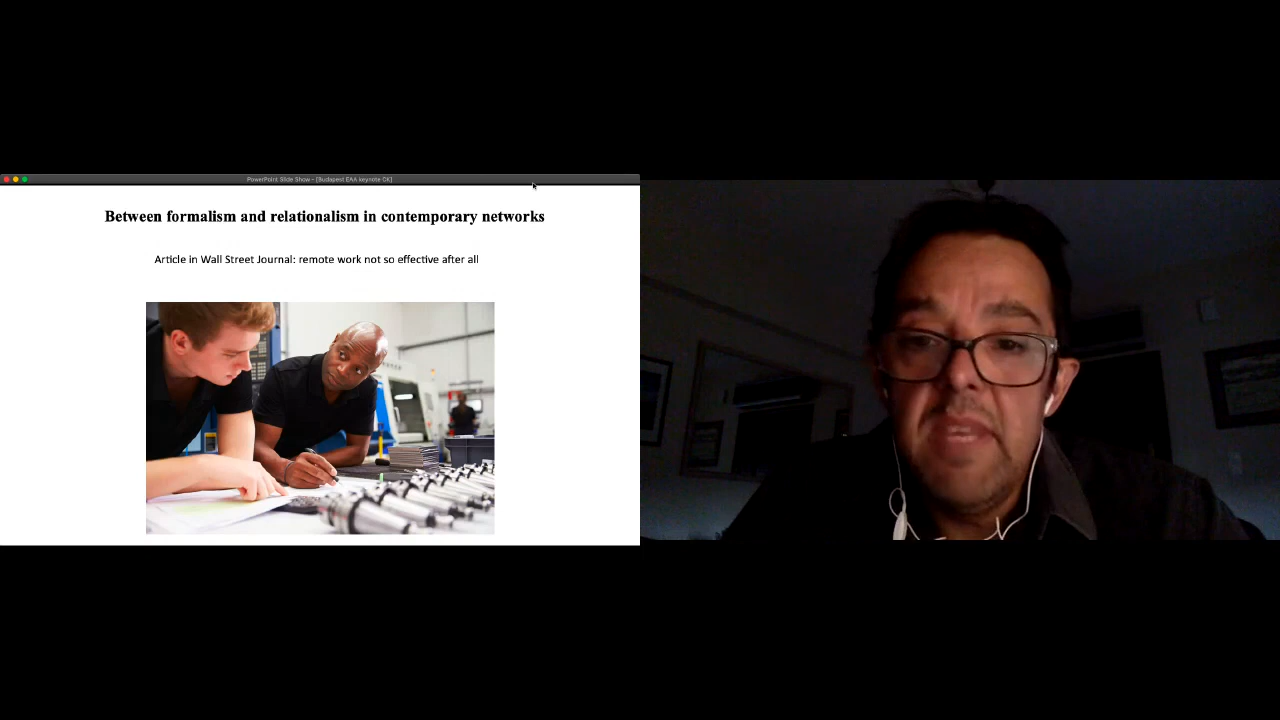 PowerPoint Slide Show - [Budapest EAA keynote OK]
Between formalism and relationalism in contemporary networks
Article in Wall Street Journal: remote work not so effective after all